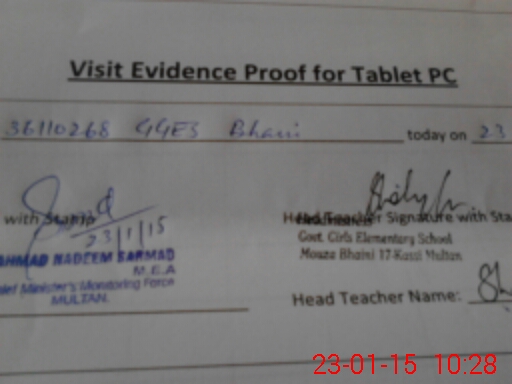 Visit Evidence Proof for Tablet PC
36110268 GGES Bhaini today on 23
with Stamp
Head Teacher Signature with Sta
23/1/15
AHMAD NADEEM SARMAD
M.E.A
ief Minister's Monitoring Force
MULTAN.
Govt Girls Elementary School
Mouza Bhaini 17-Kassi Multan
Head Teacher Name: Sh
23-01-15 10:28